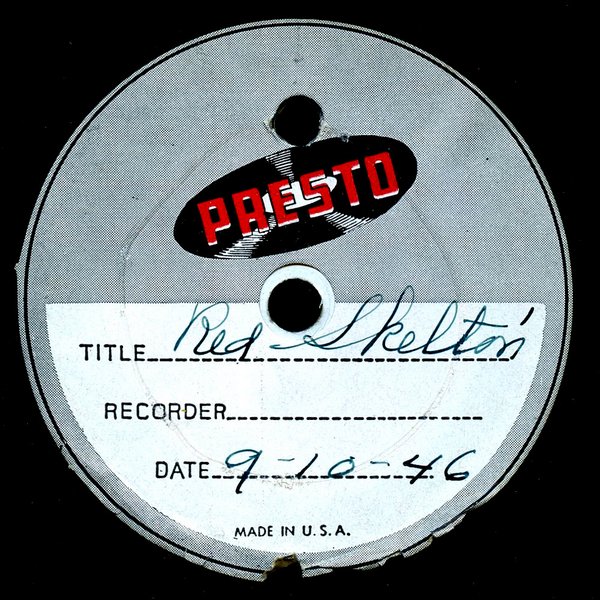 PRESTO
TITLE Red Skelton
RECORDER
DATE 9-10-46
MADE IN U.S.A.